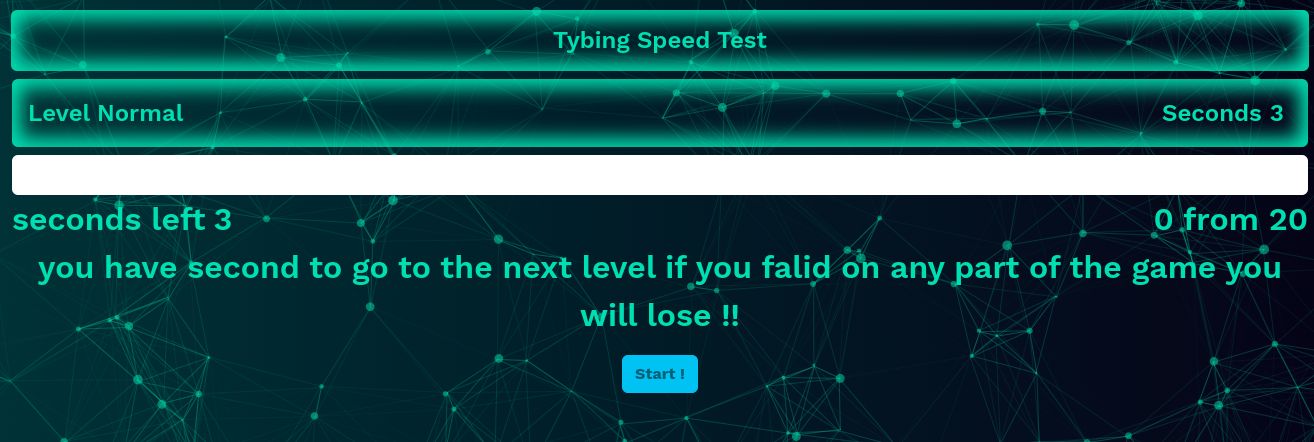 Tybing Speed Test
Level Normal
Seconds 3
seconds left 3
0 from 20
you have second to go to the next level if you falid on any part of the game you
will lose !!
Start !